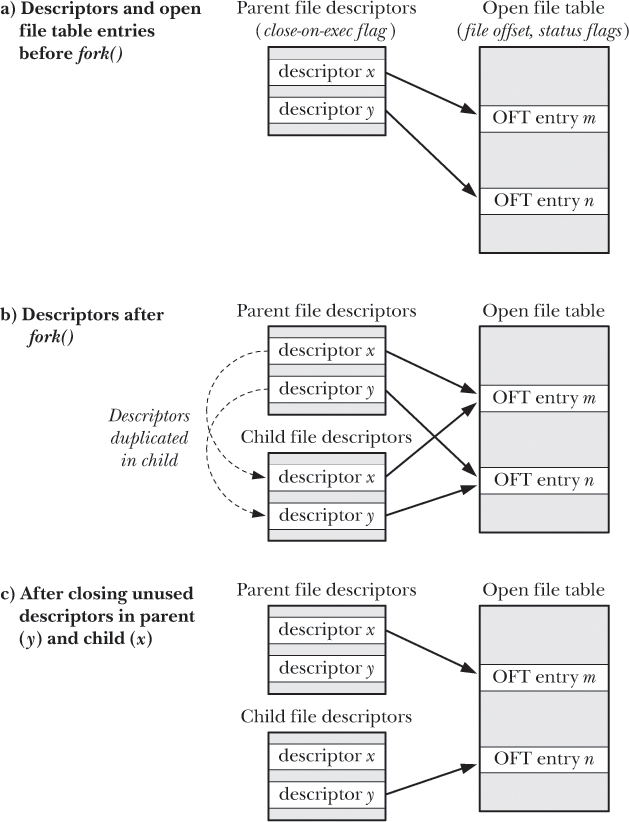 a) Descriptors and open
file table entries
before fork()
Parent file descriptors
(close-on-exec flag)
descriptor x
descriptor y
Open file table
(file offset, status flags)
OFT entry m
OFT entry n
b) Descriptors after
fork()
Parent file descriptors
descriptor x
descriptor y
Descriptors
duplicated
in child
Child file descriptors
descriptor x
descriptor y
Open file table
OFT entry m
OFT entry n
c) After closing unused
descriptors in parent
(y) and child (x)
Parent file descriptors
descriptor x
descriptor y
Child file descriptors
descriptor x
descriptor y
Open file table
OFT entry m
OFT entry n